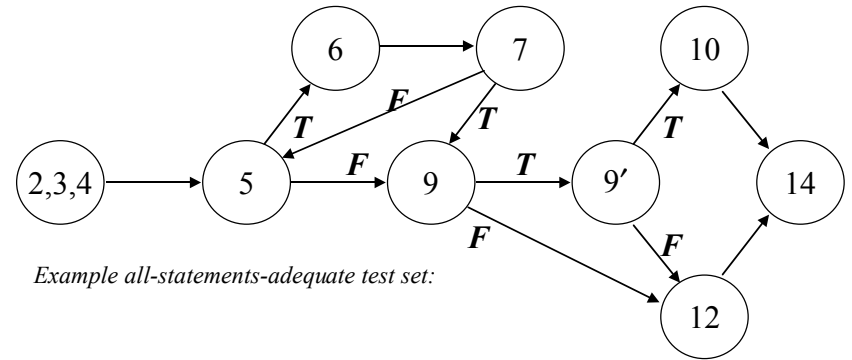 6
7
10
F
T
T
T
2,3,4
5
F
9
T
9′
14
F
F
Example all-statements-adequate test set:
12